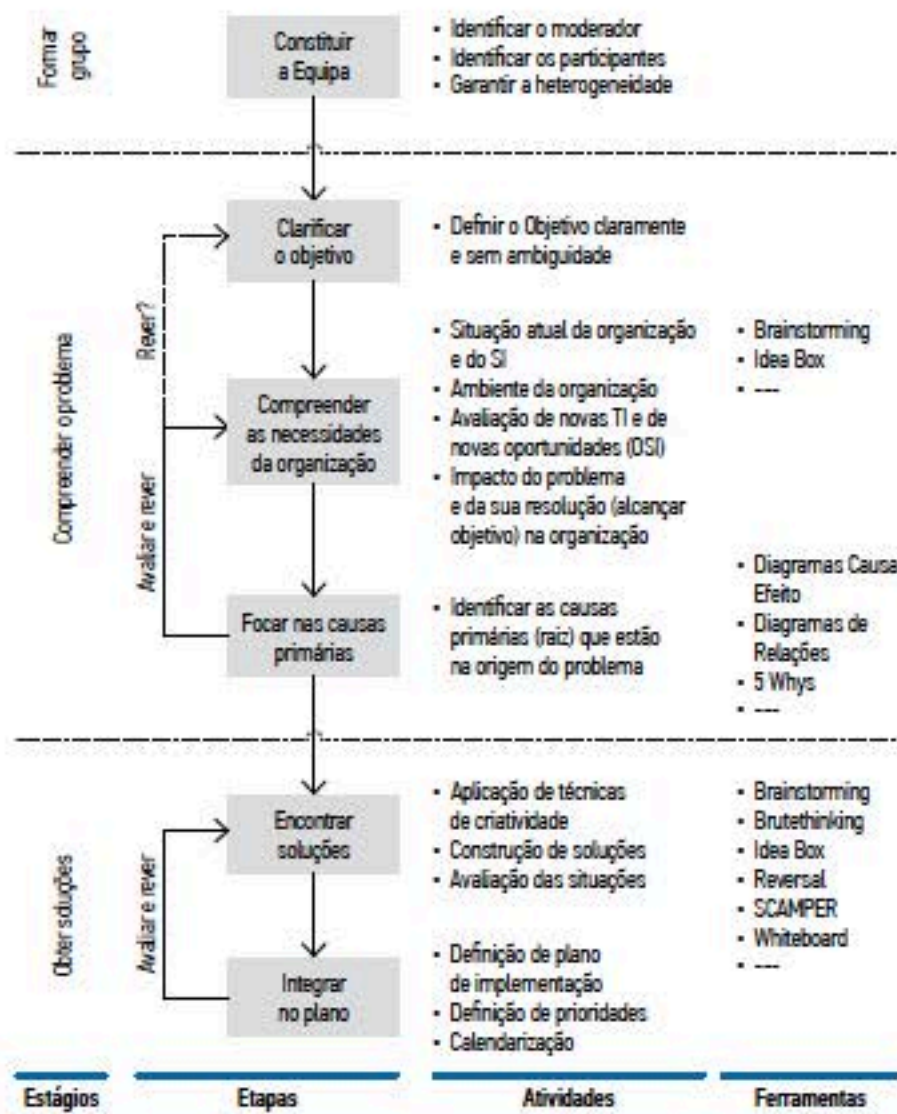 Formar
grupo
Constituir
a Equipa
▪ Identificar o moderador
▪ Identificar os participantes
▪ Garantir a heterogeneidade
Compreender o problema
Rever?
Avaliar e rever
Clarificar
o objetivo
▪ Definir o Objetivo claramente
e sem ambiguidade
Compreender
as necessidades
da organização
▪ Situação atual da organização
e do SI
▪ Ambiente da organização
▪ Avaliação de novas TI e de
novas oportunidades (OSI)
▪ Impacto do problema
e da sua resolução (alcançar
objetivo) na organização
▪ Brainstorming
▪ Idea Box
▪ ---
Focar nas causas
primárias
▪ Identificar as causas
primárias (raiz) que estão
na origem do problema
▪ Diagramas Causa
Efeito
▪ Diagramas de
Relações
▪ 5 Whys
▪ ---
Obter soluções
Avaliar e rever
Encontrar
soluções
▪ Aplicação de técnicas
de criatividade
▪ Construção de soluções
▪ Avaliação das situações
▪ Brainstorming
▪ Brutethinking
▪ Idea Box
▪ Reversal
▪ SCAMPER
▪ Whiteboard
▪ ---
Integrar
no plano
▪ Definição de plano
de implementação
▪ Definição de prioridades
▪ Calendarização
Estágios
Etapas
Atividades
Ferramentas